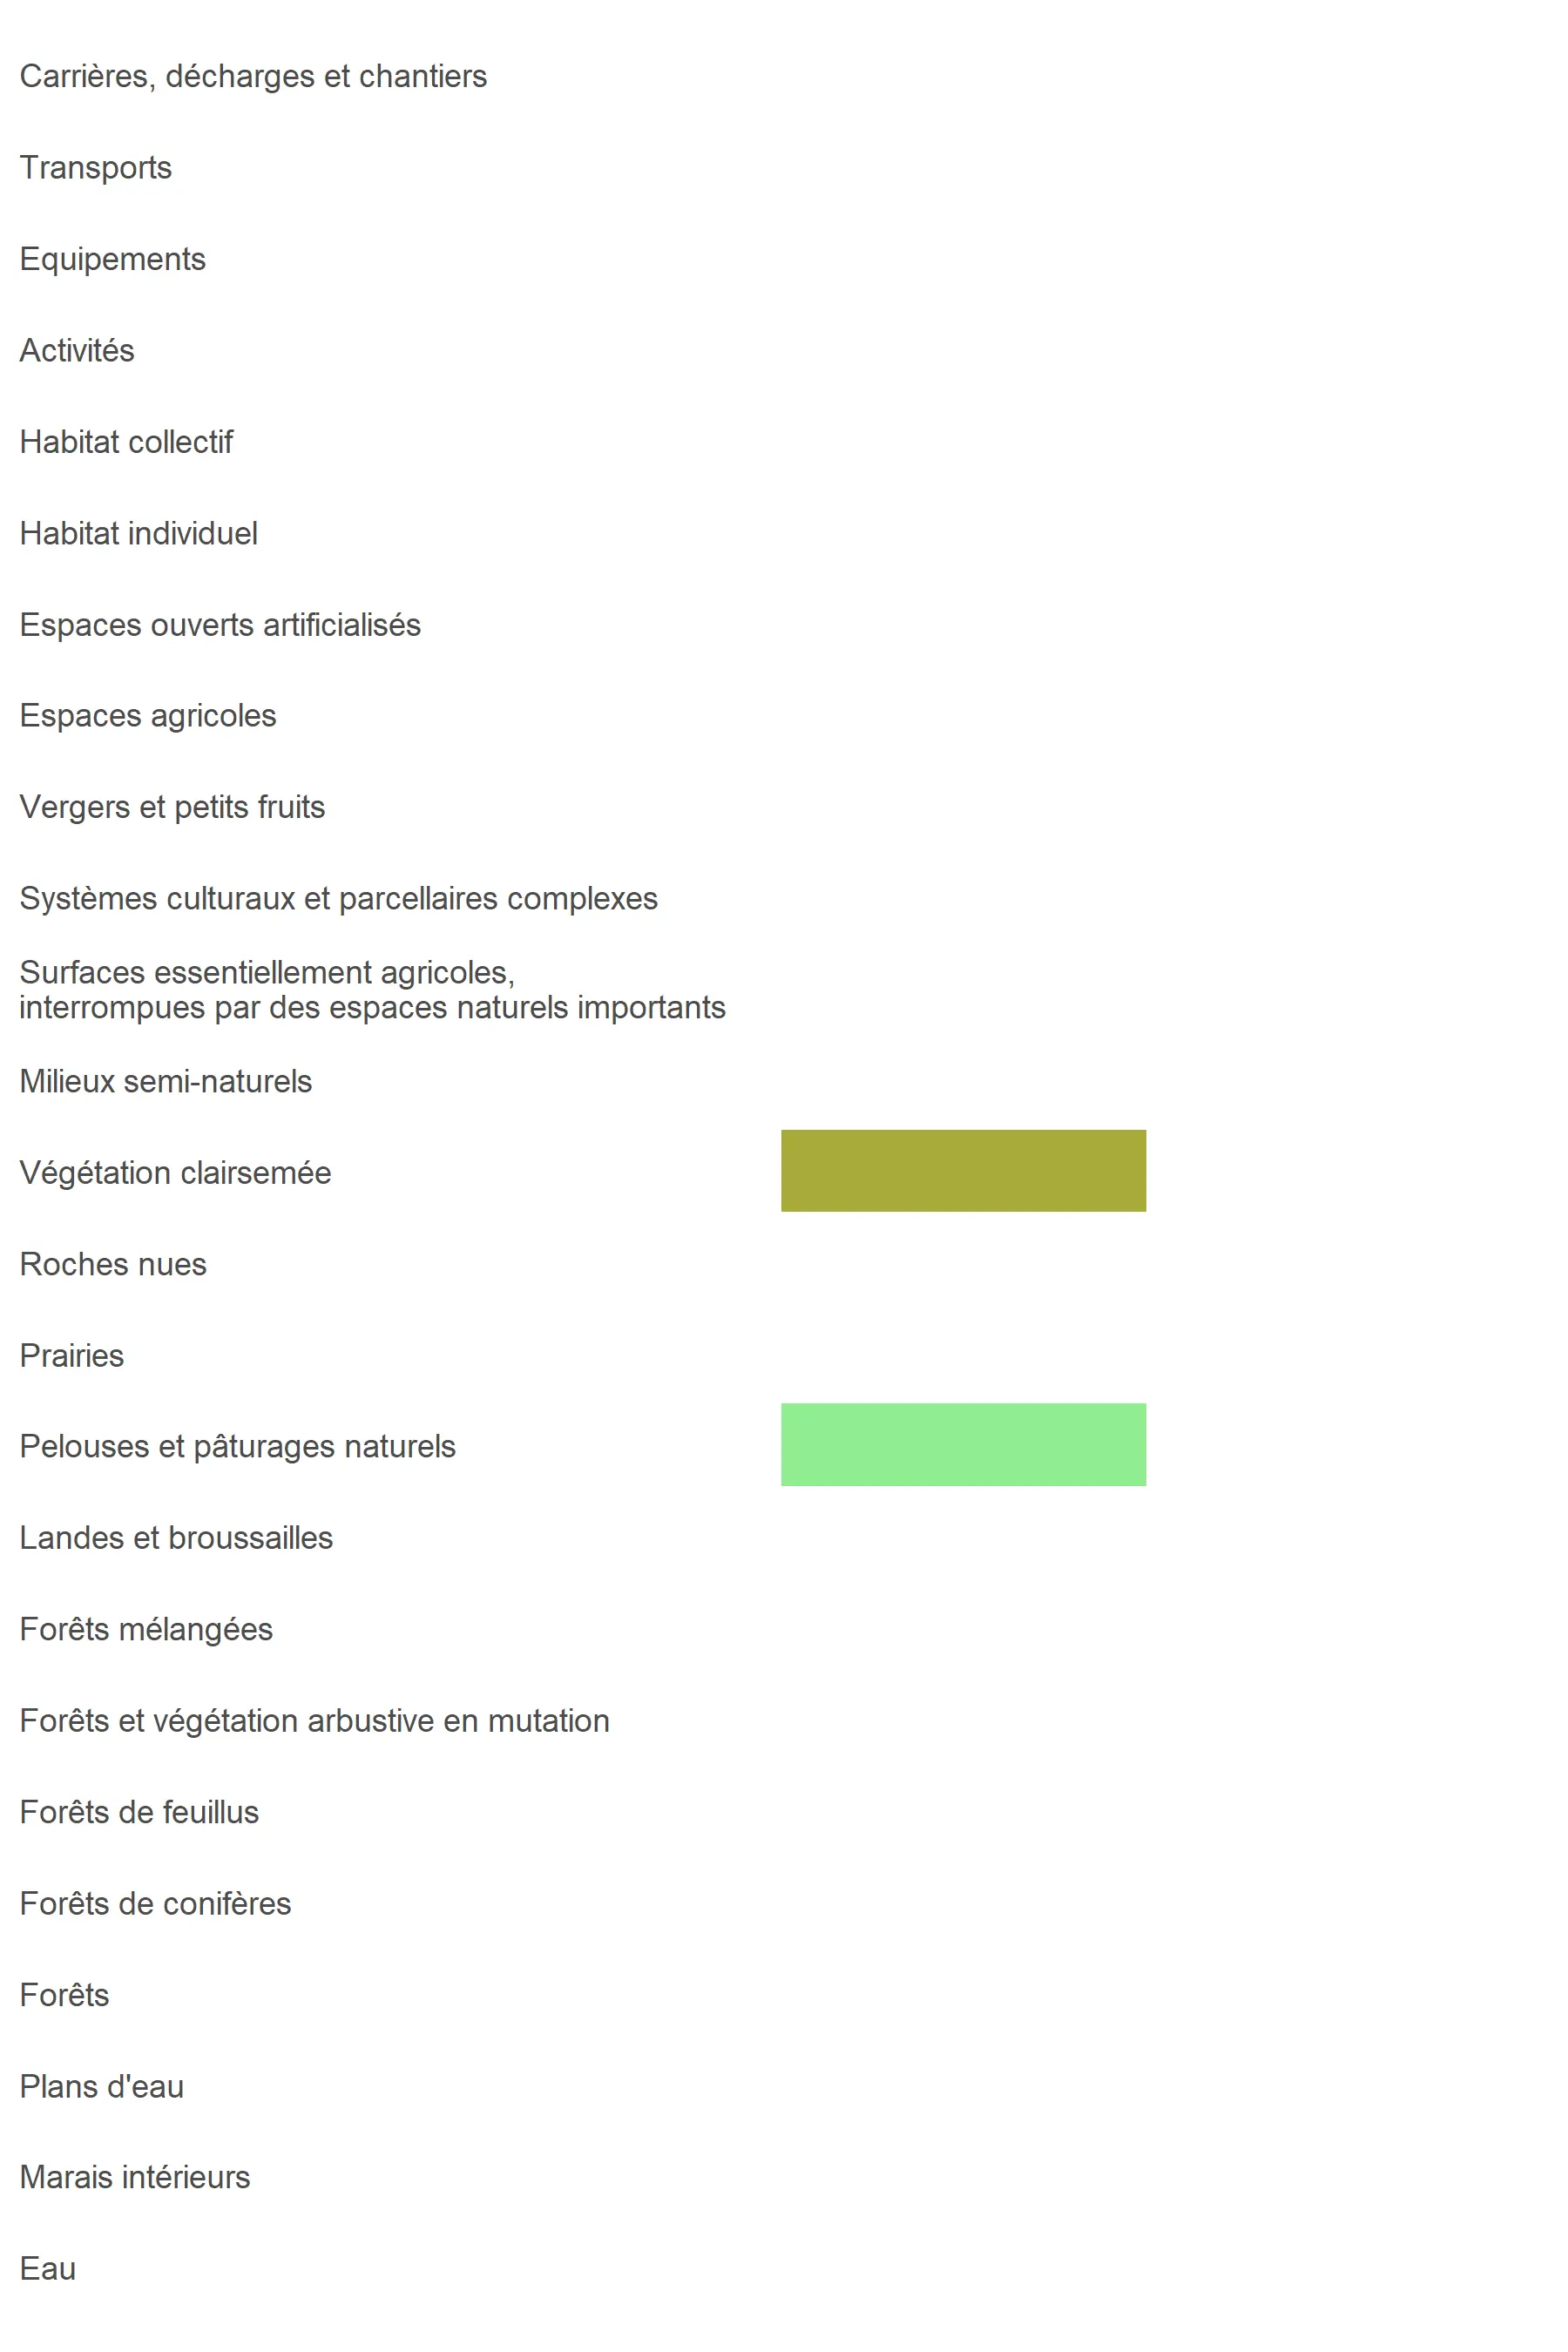 Carrières, décharges et chantiers
Transports
Equipements
Activités
Habitat collectif
Habitat individuel
Espaces ouverts artificialisés
Espaces agricoles
Vergers et petits fruits
Systèmes culturaux et parcellaires complexes
Surfaces essentiellement agricoles,
interrompues par des espaces naturels importants
Milieux semi-naturels
Végétation clairsemée
Roches nues
Prairies
Pelouses et pâturages naturels
Landes et broussailles
Forêts mélangées
Forêts et végétation arbustive en mutation
Forêts de feuillus
Forêts de conifères
Forêts
Plans d'eau
Marais intérieurs
Eau